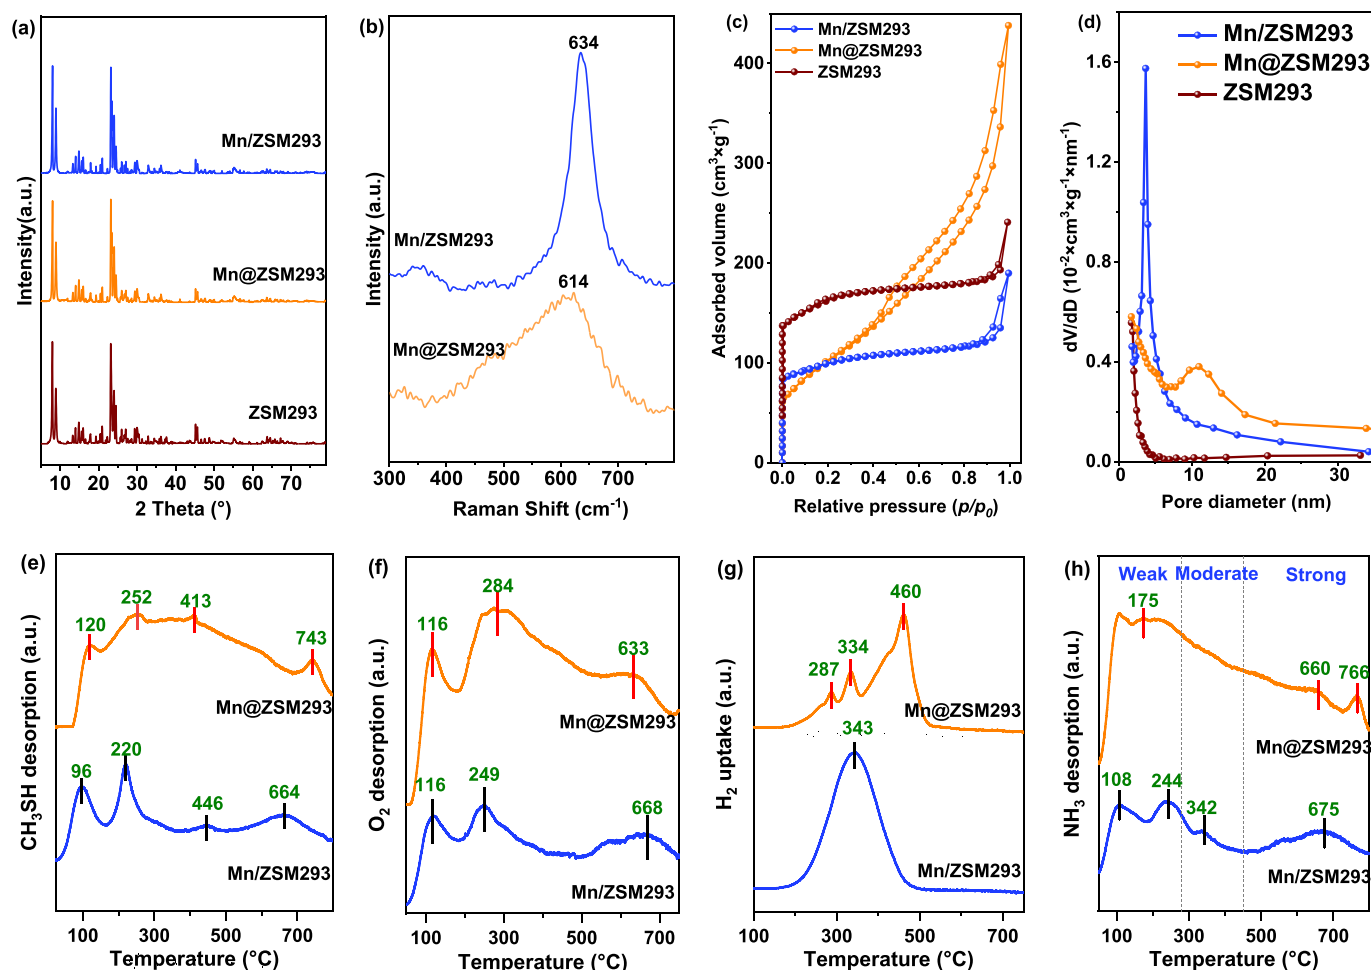 (a)
Mn/ZSM293
Mn@ZSM293
ZSM293
Intensity(a.u.)
10 20 30 40 50 60 70
2 Theta (°)
(b)
634
Mn/ZSM293
614
Mn@ZSM293
Intensity (a.u.)
300 400 500 600 700
Raman Shift (cm⁻¹)
(c)
Mn/ZSM293
Mn@ZSM293
ZSM293
Adsorbed volume (cm³×g⁻¹)
400
300
200
100
0
0.0 0.2 0.4 0.6 0.8 1.0
Relative pressure (p/p₀)
(d)
Mn/ZSM293
Mn@ZSM293
ZSM293
dV/dD (10⁻²×cm³×g⁻¹×nm⁻¹)
1.6
1.2
0.8
0.4
0.0
0 10 20 30
Pore diameter (nm)
(e)
252
413
120
743
Mn@ZSM293
220
96
446
664
Mn/ZSM293
CH₃SH desorption (a.u.)
100 300 500 700
Temperature (°C)
(f)
284
116
633
Mn@ZSM293
116
249
668
Mn/ZSM293
O₂ desorption (a.u.)
100 300 500 700
Temperature (°C)
(g)
460
334
287
Mn@ZSM293
343
Mn/ZSM293
H₂ uptake (a.u.)
100 300 500 700
Temperature (°C)
(h)
Weak Moderate Strong
175
660
766
Mn@ZSM293
108
244
342
675
Mn/ZSM293
NH₃ desorption (a.u.)
100 300 500 700
Temperature (°C)